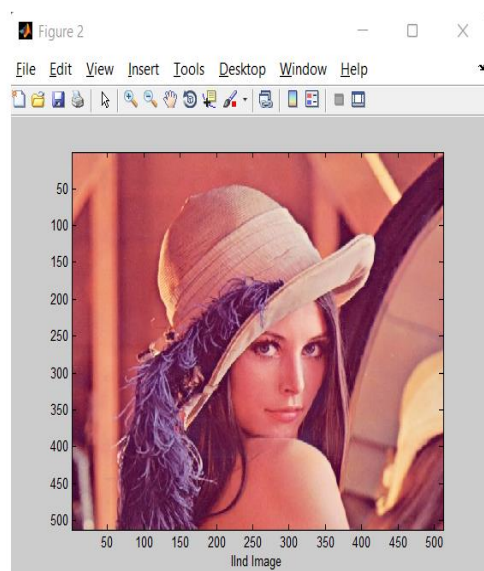 Figure 2
File Edit View Insert Tools Desktop Window Help
50
100
150
200
250
300
350
400
450
500
50 100 150 200 250 300 350 400 450 500
IInd Image